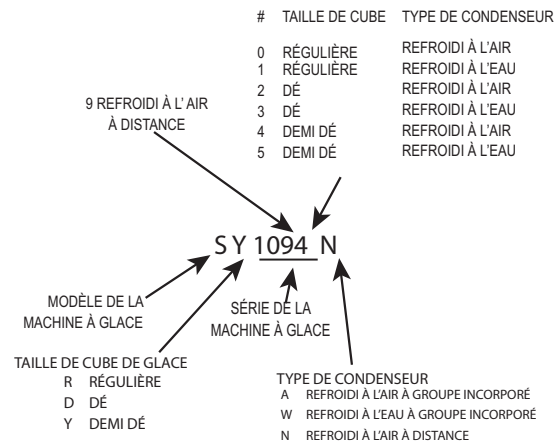 # TAILLE DE CUBE TYPE DE CONDENSEUR
0 RÉGULIÈRE REFROIDI À L'AIR
1 RÉGULIÈRE REFROIDI À L'EAU
2 DÉ REFROIDI À L'AIR
3 DÉ REFROIDI À L'EAU
4 DEMI DÉ REFROIDI À L'AIR
5 DEMI DÉ REFROIDI À L'EAU
9 REFROIDI À L' AIR
À DISTANCE
S Y 1094 N
MODÈLE DE LA
MACHINE À GLACE
SÉRIE DE LA
MACHINE À GLACE
TAILLE DE CUBE DE GLACE
R RÉGULIÈRE
D DÉ
Y DEMI DÉ
TYPE DE CONDENSEUR
A REFROIDI À L'AIR À GROUPE INCORPORÉ
W REFROIDI À L'EAU À GROUPE INCORPORÉ
N REFROIDI À L'AIR À DISTANCE